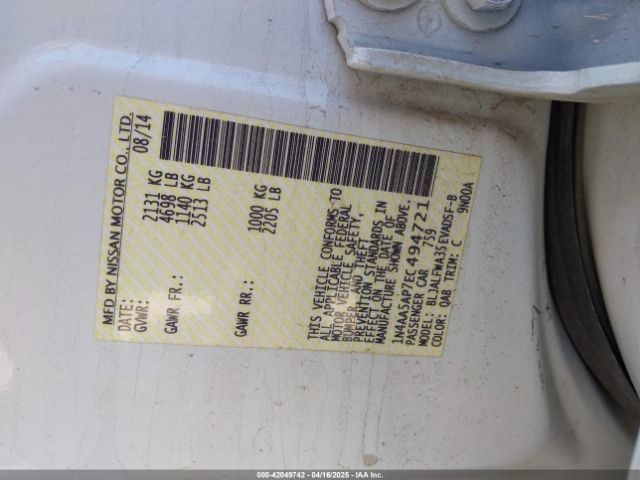 MFD BY NISSAN MOTOR CO., LTD.
DATE: 08/14
GVWR: 2131 KG
4698 LB
GAWR FR.: 1140 KG
2513 LB
GAWR RR.: 1000 KG
2205 LB
THIS VEHICLE CONFORMS TO
ALL APPLICABLE FEDERAL
MOTOR VEHICLE SAFETY,
BUMPER, AND THEFT
PREVENTION STANDARDS IN
EFFECT ON THE DATE OF
MANUFACTURE SHOWN ABOVE.
1N4AA5AP7EC494721
PASSENGER CAR 759
MODEL: BLJALPWA35EVADSF-B
COLOR: QAB TRIM: C 9N00A
000-42049742 - 04/16/2025 - IAAI.COM